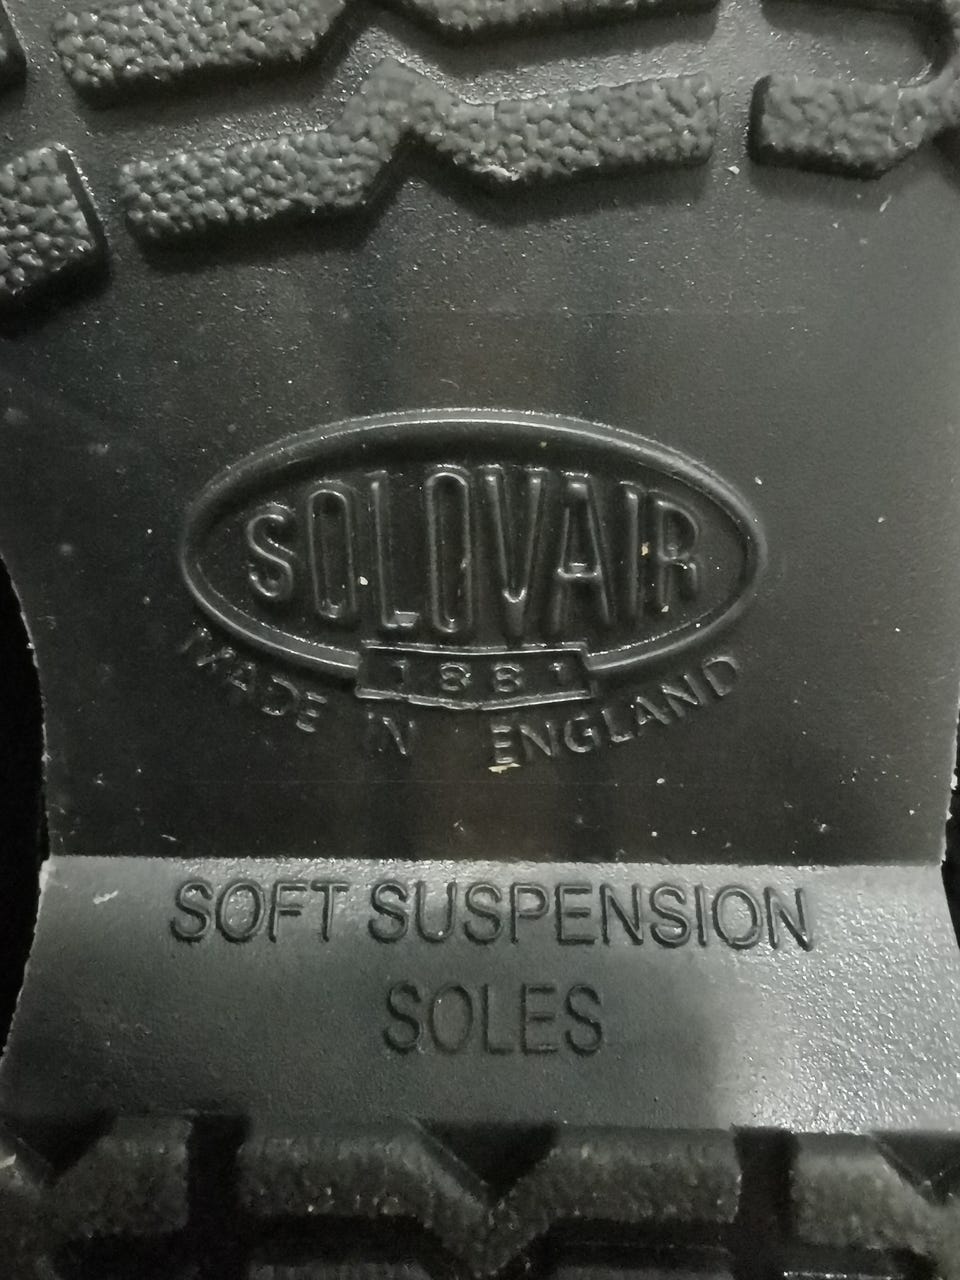 SOLOVAIR
1881
MADE IN ENGLAND
SOFT SUSPENSION
SOLES